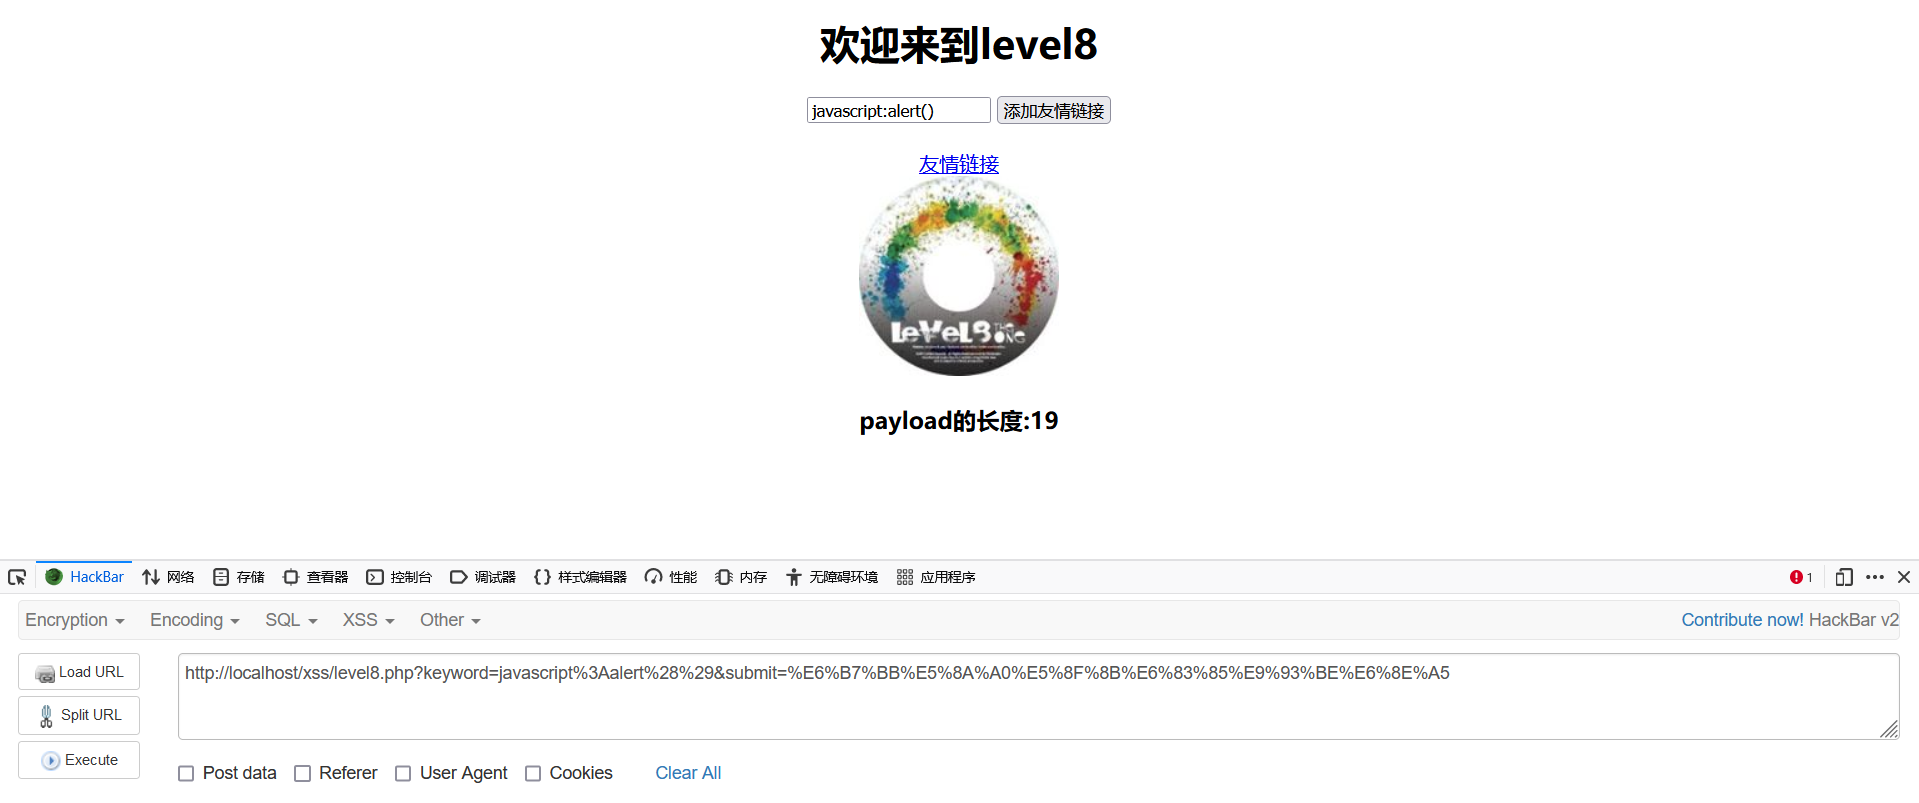 欢迎来到level8
javascript:alert() 添加友情链接
友情链接
LeVeL8 THE SONG
payload的长度:19
HackBar 网络 存储 查看器 控制台 调试器 样式编辑器 性能 内存 无障碍环境 应用程序 1
Encryption Encoding SQL XSS Other Contribute now! HackBar v2
Load URL http://localhost/xss/level8.php?keyword=javascript%3Aalert%28%29&submit=%E6%B7%BB%E5%8A%A0%E5%8F%8B%E6%83%85%E9%93%BE%E6%8E%A5
Split URL
Execute
Post data Referer User Agent Cookies Clear All